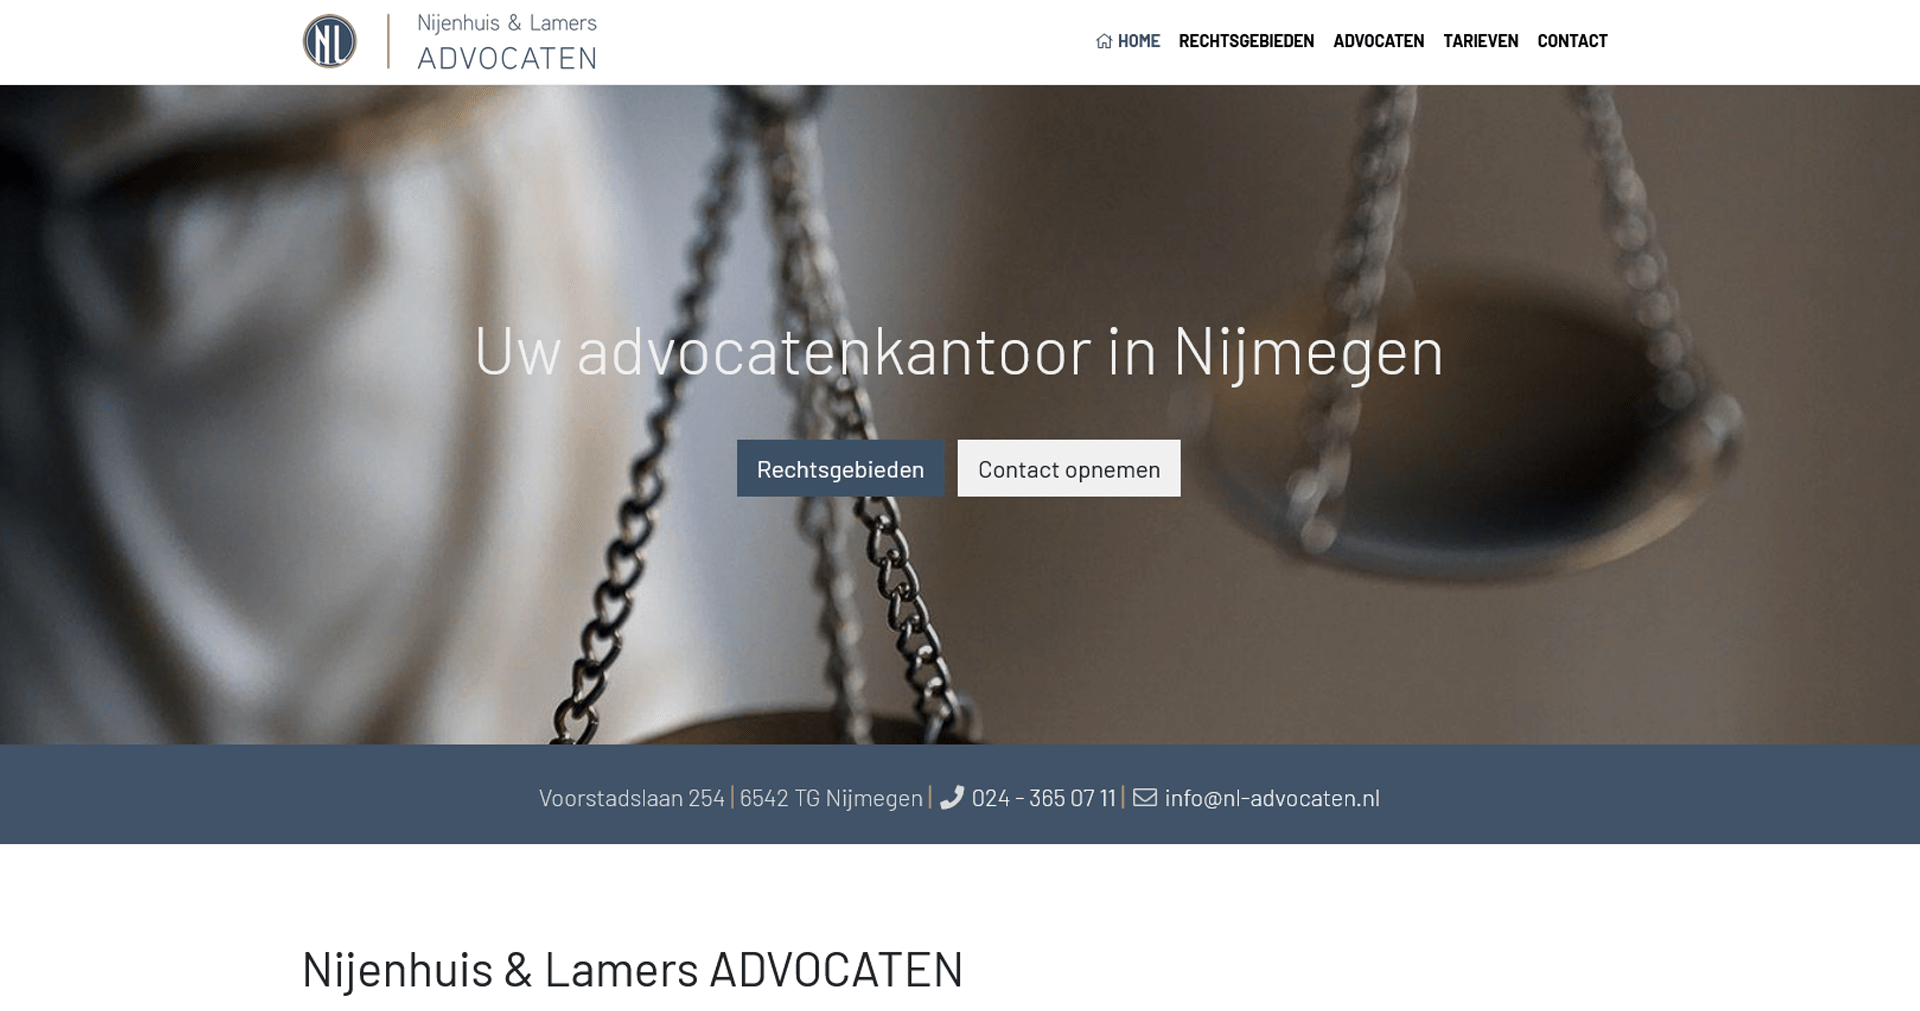 NL
Nijenhuis & Lamers
ADVOCATEN
HOME RECHTSGEBIEDEN ADVOCATEN TARIEVEN CONTACT
Uw advocatenkantoor in Nijmegen
Rechtsgebieden Contact opnemen
Voorstadslaan 254 | 6542 TG Nijmegen | 024 - 365 07 11 | info@nl-advocaten.nl
Nijenhuis & Lamers ADVOCATEN